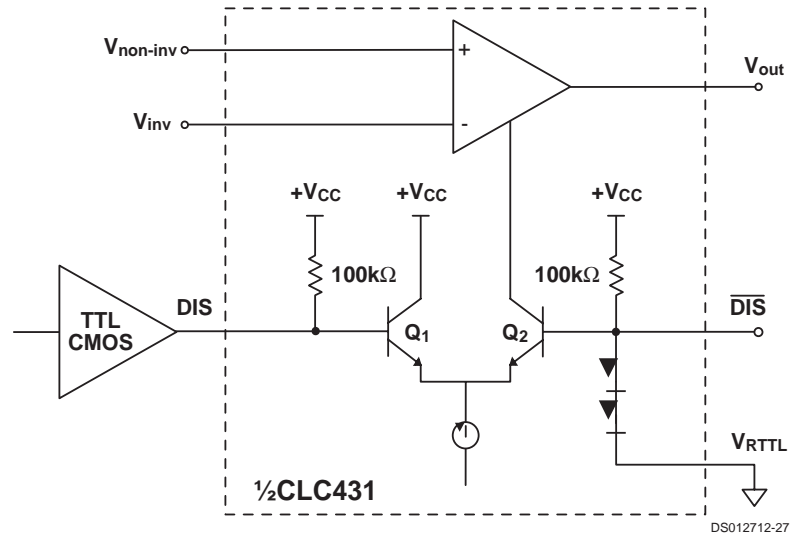 Vnon-inv
+
Vout
Vinv
-
+VCC
+VCC
+VCC
100kΩ
100kΩ
DIS
DIS
TTL
CMOS
Q1
Q2
I
VRTTL
½CLC431
DS012712-27